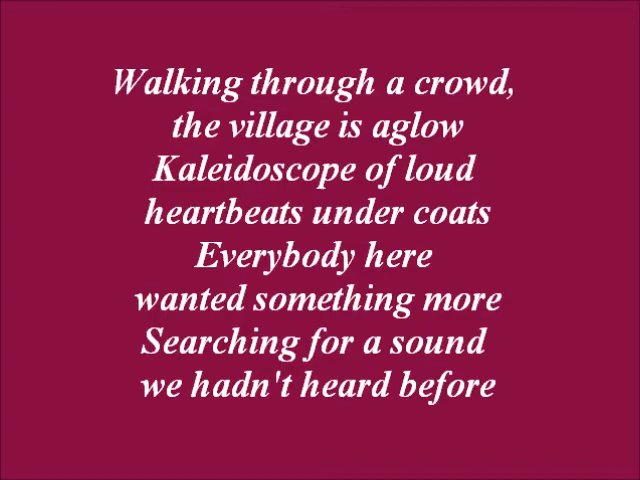 Walking through a crowd,
the village is aglow
Kaleidoscope of loud
heartbeats under coats
Everybody here
wanted something more
Searching for a sound
we hadn't heard before